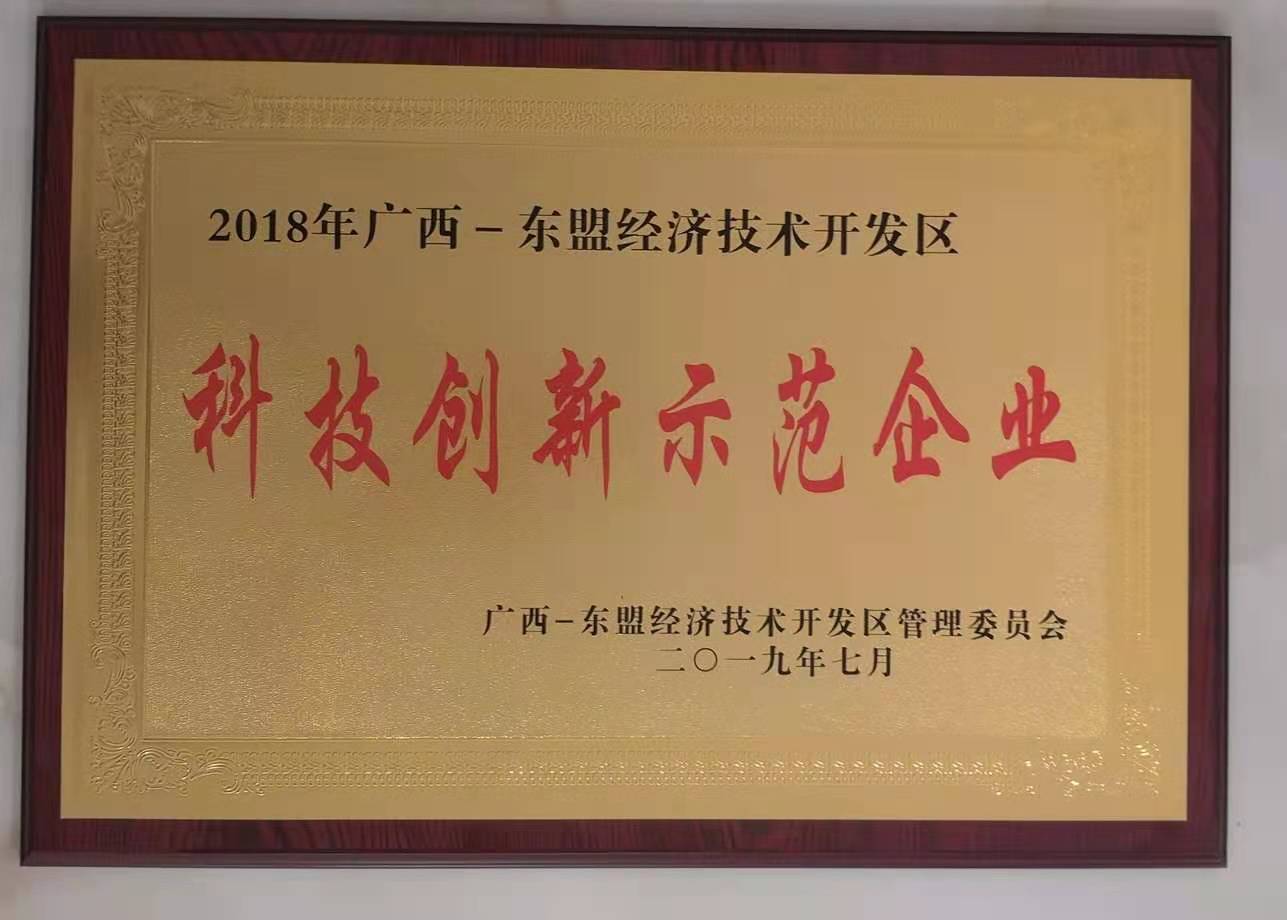 2018年广西－东盟经济技术开发区
科技创新示范企业
广西－东盟经济技术开发区管理委员会
二〇一九年七月